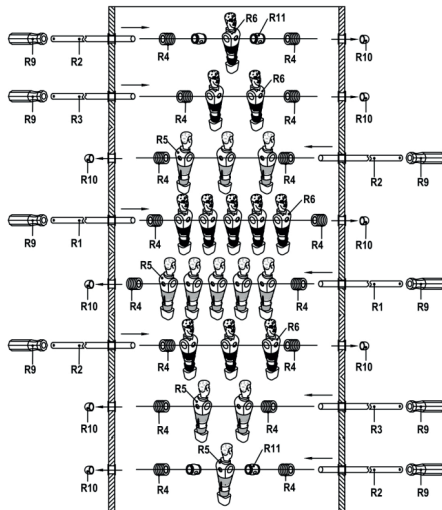 R6 R11
R9 R2 R4 R4 R10
R6
R9 R3 R4 R4 R10
R5
R10 R4 R4 R2 R9
R6
R9 R1 R4 R4 R10
R5
R10 R4 R4 R1 R9
R6
R9 R2 R4 R4 R10
R5
R10 R4 R4 R3 R9
R5 R11
R10 R4 R4 R2 R9